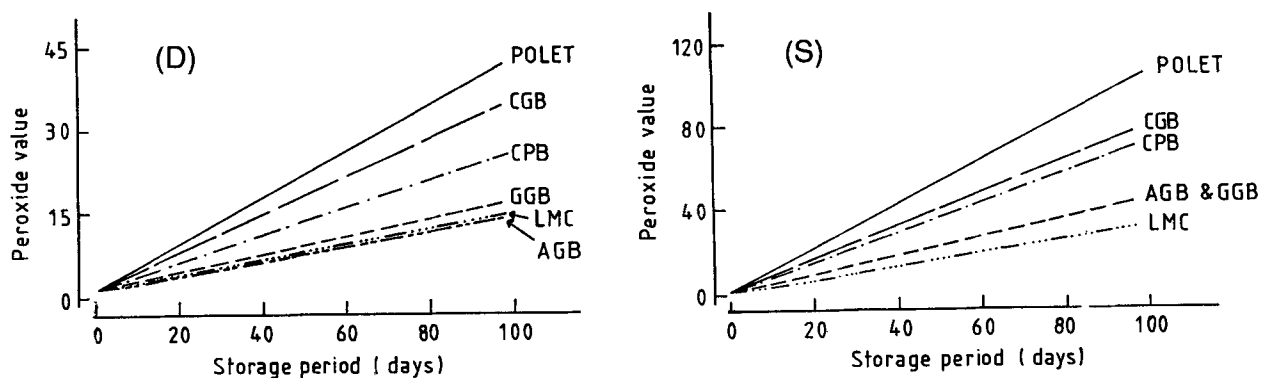 (D)
Peroxide value
45
30
15
0
POLET
CGB
CPB
GGB
LMC
AGB
0 20 40 60 80 100
Storage period ( days)
(S)
Peroxide value
120
80
40
0
POLET
CGB
CPB
AGB & GGB
LMC
0 20 40 60 80 100
Storage period ( days)